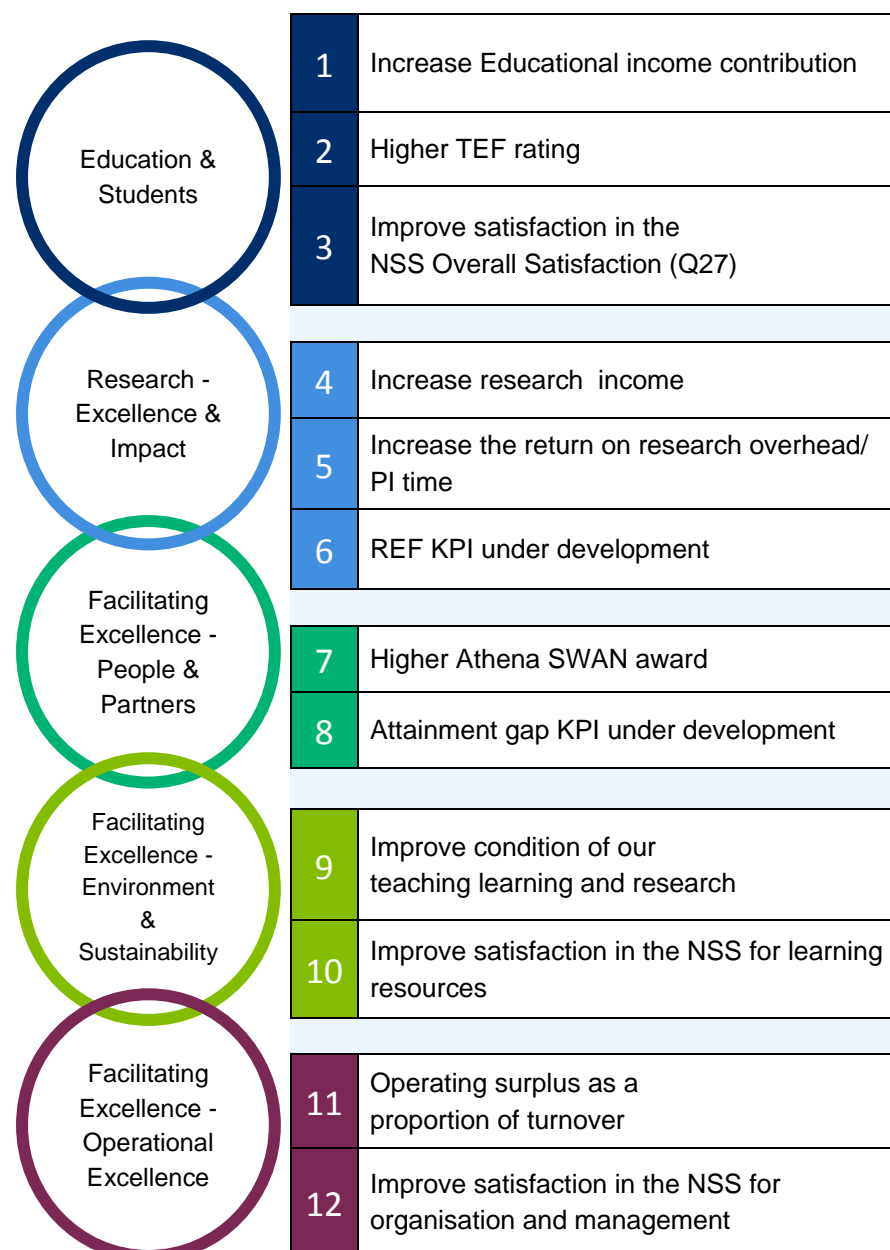 Education &
Students
1
Increase Educational income contribution
2
Higher TEF rating
3
Improve satisfaction in the
NSS Overall Satisfaction (Q27)
Research -
Excellence &
Impact
4
Increase research  income
5
Increase the return on research overhead/
PI time
6
REF KPI under development
Facilitating
Excellence -
People &
Partners
7
Higher Athena SWAN award
8
Attainment gap KPI under development
Facilitating
Excellence -
Environment
&
Sustainability
9
Improve condition of our
teaching learning and research
10
Improve satisfaction in the NSS for learning
resources
Facilitating
Excellence -
Operational
Excellence
11
Operating surplus as a
proportion of turnover
12
Improve satisfaction in the NSS for
organisation and management